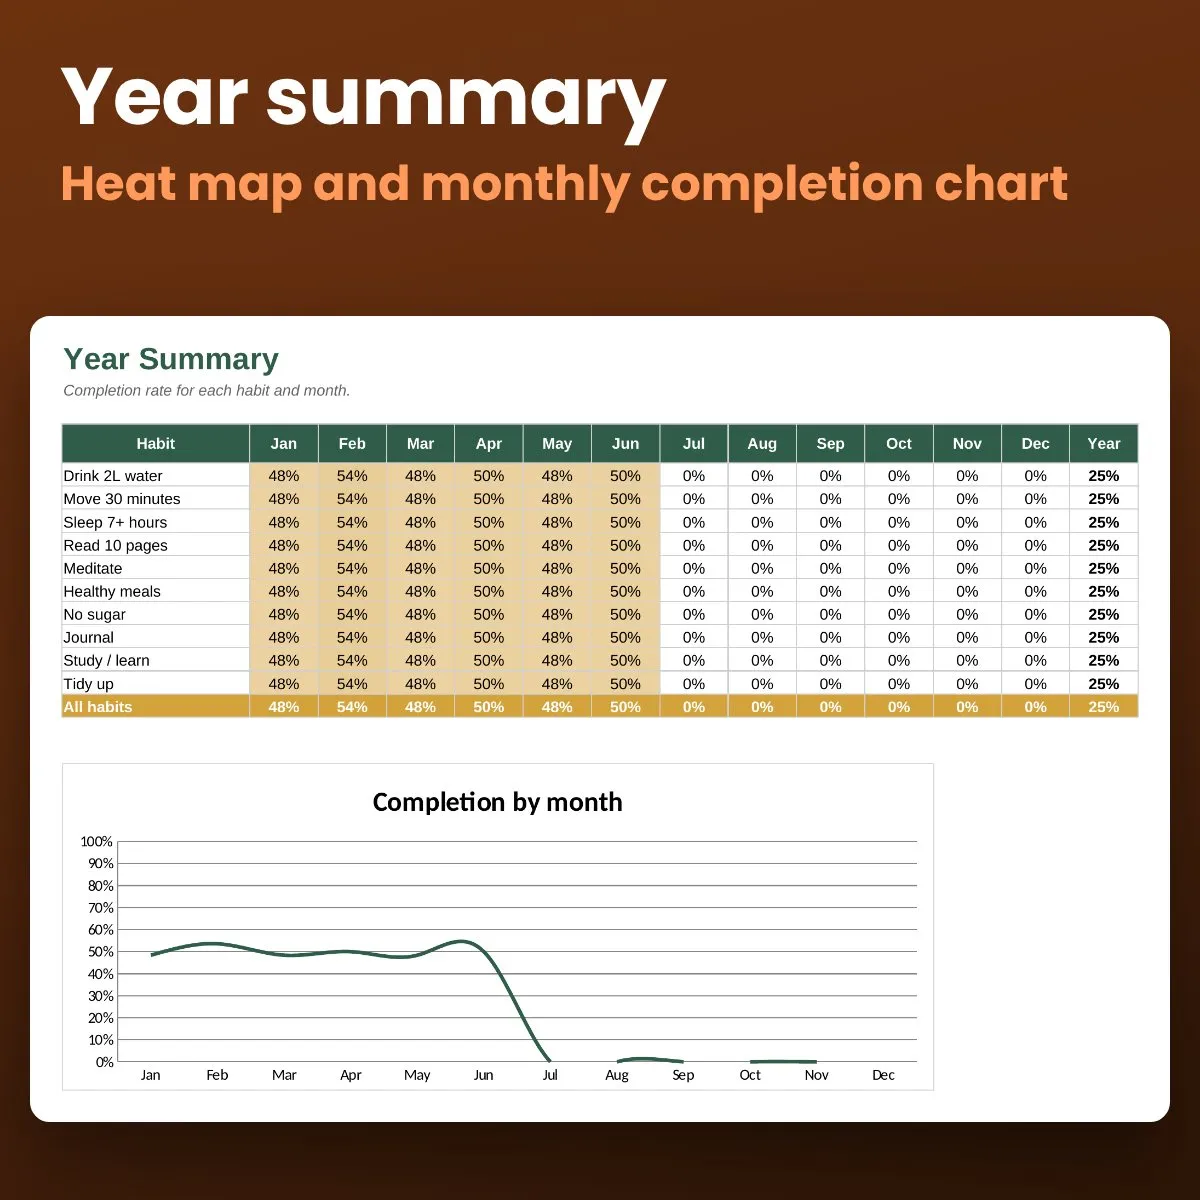 Year summary
Heat map and monthly completion chart
Year Summary
Completion rate for each habit and month.
Habit Jan Feb Mar Apr May Jun Jul Aug Sep Oct Nov Dec Year
Drink 2L water 48% 54% 48% 50% 48% 50% 0% 0% 0% 0% 0% 0% 25%
Move 30 minutes 48% 54% 48% 50% 48% 50% 0% 0% 0% 0% 0% 0% 25%
Sleep 7+ hours 48% 54% 48% 50% 48% 50% 0% 0% 0% 0% 0% 0% 25%
Read 10 pages 48% 54% 48% 50% 48% 50% 0% 0% 0% 0% 0% 0% 25%
Meditate 48% 54% 48% 50% 48% 50% 0% 0% 0% 0% 0% 0% 25%
Healthy meals 48% 54% 48% 50% 48% 50% 0% 0% 0% 0% 0% 0% 25%
No sugar 48% 54% 48% 50% 48% 50% 0% 0% 0% 0% 0% 0% 25%
Journal 48% 54% 48% 50% 48% 50% 0% 0% 0% 0% 0% 0% 25%
Study / learn 48% 54% 48% 50% 48% 50% 0% 0% 0% 0% 0% 0% 25%
Tidy up 48% 54% 48% 50% 48% 50% 0% 0% 0% 0% 0% 0% 25%
All habits 48% 54% 48% 50% 48% 50% 0% 0% 0% 0% 0% 0% 25%
Completion by month
100%
90%
80%
70%
60%
50%
40%
30%
20%
10%
0%
Jan Feb Mar Apr May Jun Jul Aug Sep Oct Nov Dec